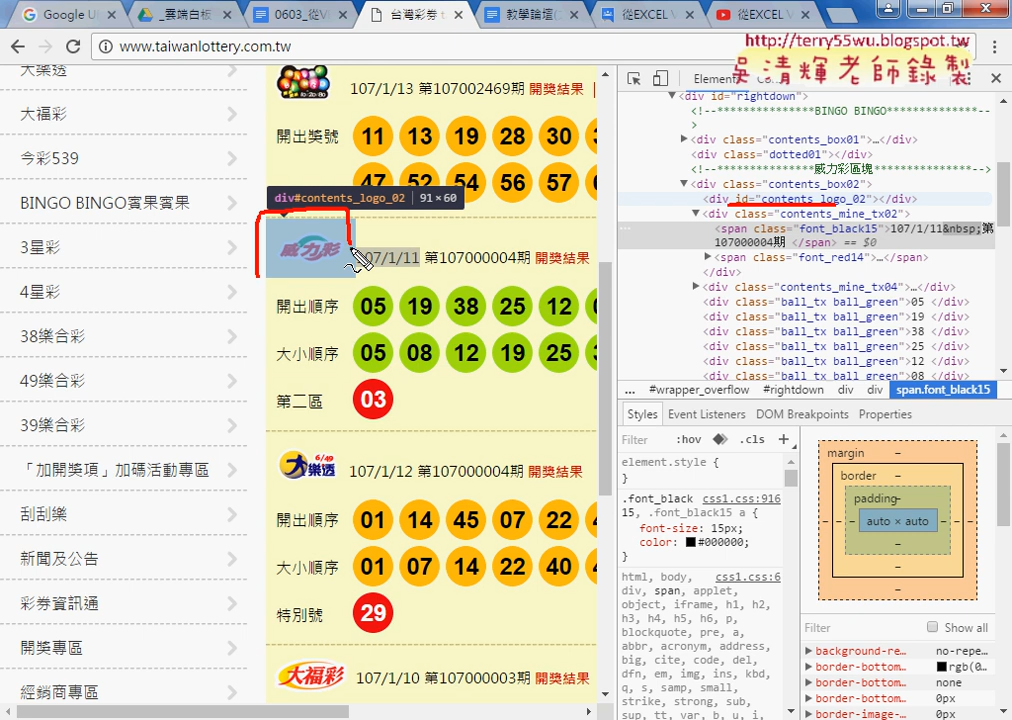 Google U
_雲端白板
0603_從VI
台灣彩券 t
教學論壇(2
從EXCEL V
從EXCEL V
www.taiwanlottery.com.tw
http://terry55wu.blogspot.tw
吳清輝老師錄製
大樂透
大福彩
今彩539
BINGO BINGO賓果賓果
3星彩
4星彩
38樂合彩
49樂合彩
39樂合彩
「加開獎項」加碼活動專區
刮刮樂
新聞及公告
彩券資訊通
開獎專區
經銷商專區
107/1/13 第107002469期 開獎結果
開出獎號
11 13 19 28 30
47 52 54 56 57
div#contents_logo_02 | 91×60
威力彩
107/1/11 第107000004期 開獎結果
開出順序 05 19 38 25 12
大小順序 05 08 12 19 25
第二區 03
6/49
大樂透
107/1/12 第107000004期 開獎結果
開出順序 01 14 45 07 22
大小順序 01 07 14 22 40
特別號 29
大福彩
107/1/10 第107000003期 開獎結果
Element
▼<div id="rightdown">
<!--***************BINGO BINGO**************--
>
▶<div class="contents_box01">…</div>
<div class="dotted01"></div>
<!--***************威力彩區塊***************-->
▼<div class="contents_box02">
<div id="contents_logo_02"></div>
▼<div class="contents_mine_tx02">
<span class="font_black15">107/1/11&nbsp;第
107000004期 </span> == $0
▶<span class="font_red14">…</span>
</div>
▶<div class="contents_mine_tx04">…</div>
<div class="ball_tx ball_green">05 </div>
<div class="ball_tx ball_green">19 </div>
<div class="ball_tx ball_green">38 </div>
<div class="ball_tx ball_green">25 </div>
<div class="ball_tx ball_green">12 </div>
<div class="ball_tx ball_green">08 </div>
... #wrapper_overflow #rightdown div div span.font_black15
Styles Event Listeners DOM Breakpoints Properties
Filter :hov .cls +
element.style {
}
.font_black css1.css:916
15, .font_black15 a {
font-size: 15px;
color: #000000;
}
html, body, css1.css:6
div, span, applet,
object, iframe, h1, h2,
h3, h4, h5, h6, p,
blockquote, pre, a,
abbr, acronym, address,
big, cite, code, del,
dfn, em, img, ins, kbd,
q, s, samp, small,
strike, strong, sub,
sup, tt, var, b, u, i,
margin –
border –
padding–
auto × auto
Filter Show all
▶background-re… no-repe…
▶border-bottom… rgb(0…
▶border-bottom… none
▶border-bottom… 0px
▶border-image-… 0px